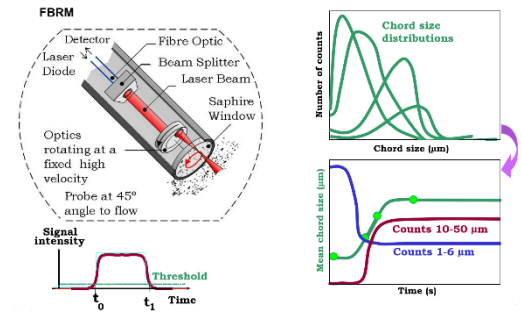 FBRM
Detector
Laser
Diode
Fibre Optic
Beam Splitter
Laser Beam
Saphire
Window
Optics
rotating at a
fixed high
velocity
Probe at 45°
angle to flow
Signal
intensity
Threshold
t0
t1
Time
Number of counts
Chord size
distributions
Chord size (µm)
Mean chord size (µm)
Counts 10-50 µm
Counts 1-6 µm
Time (s)